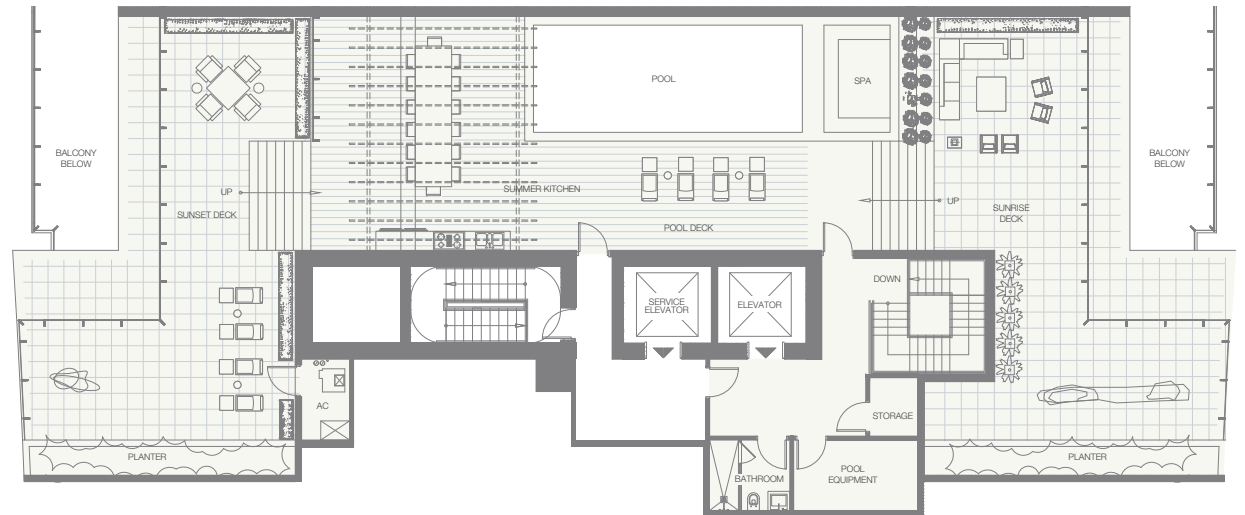 POOL
SPA
BALCONY
BELOW
BALCONY
BELOW
UP
SUMMER KITCHEN
UP
SUNSET DECK
SUNRISE
DECK
POOL DECK
DOWN
SERVICE
ELEVATOR
ELEVATOR
AC
STORAGE
PLANTER
PLANTER
BATHROOM
POOL
EQUIPMENT